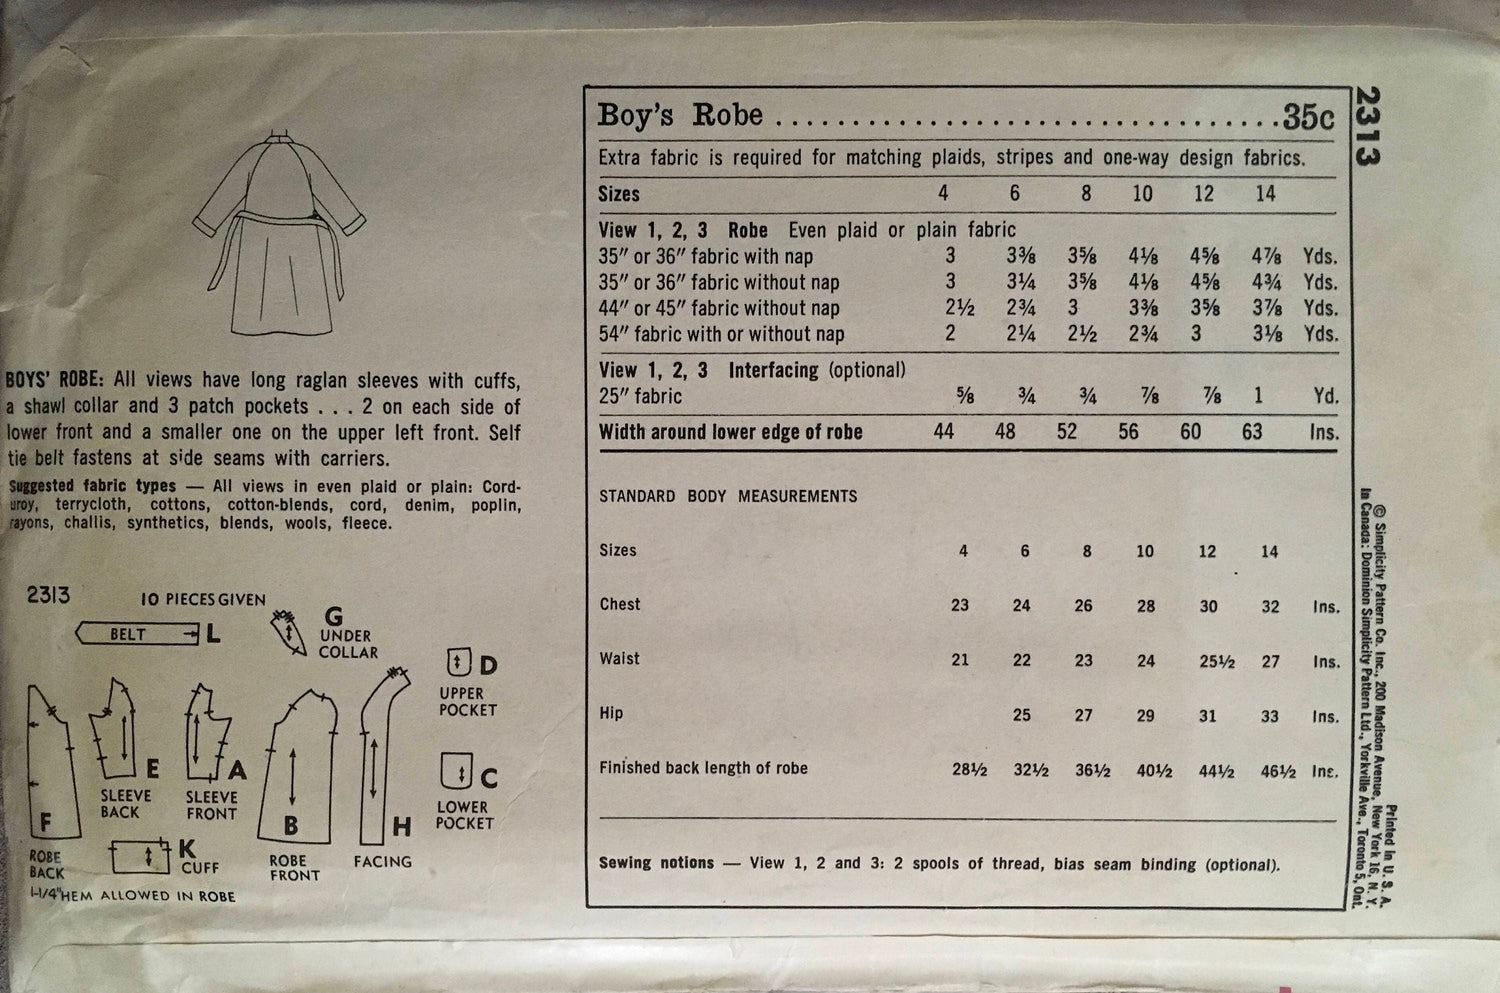 Boy's Robe ................................. 35c
2313
Extra fabric is required for matching plaids, stripes and one-way design fabrics.
Sizes 4 6 8 10 12 14
View 1, 2, 3 Robe Even plaid or plain fabric
35" or 36" fabric with nap 3 3⅜ 3⅝ 4⅛ 4⅝ 4⅞ Yds.
35" or 36" fabric without nap 3 3¼ 3⅝ 4⅛ 4⅝ 4¾ Yds.
44" or 45" fabric without nap 2½ 2¾ 3 3⅜ 3⅝ 3⅞ Yds.
54" fabric with or without nap 2 2¼ 2½ 2¾ 3 3⅛ Yds.
View 1, 2, 3 Interfacing (optional)
25" fabric ⅝ ¾ ¾ ⅞ ⅞ 1 Yd.
Width around lower edge of robe 44 48 52 56 60 63 Ins.
STANDARD BODY MEASUREMENTS
Sizes 4 6 8 10 12 14
Chest 23 24 26 28 30 32 Ins.
Waist 21 22 23 24 25½ 27 Ins.
Hip 25 27 29 31 33 Ins.
Finished back length of robe 28½ 32½ 36½ 40½ 44½ 46½ Ins.
Sewing notions — View 1, 2 and 3: 2 spools of thread, bias seam binding (optional).
BOYS' ROBE: All views have long raglan sleeves with cuffs,
a shawl collar and 3 patch pockets . . . 2 on each side of
lower front and a smaller one on the upper left front. Self
tie belt fastens at side seams with carriers.
Suggested fabric types — All views in even plaid or plain: Cord-
uroy, terrycloth, cottons, cotton-blends, cord, denim, poplin,
rayons, challis, synthetics, blends, wools, fleece.
2313 10 PIECES GIVEN
BELT L
G
UNDER
COLLAR
D
UPPER
POCKET
E
SLEEVE
BACK
A
SLEEVE
FRONT
C
LOWER
POCKET
F
ROBE
BACK
B
ROBE
FRONT
H
FACING
K
CUFF
1-1/4" HEM ALLOWED IN ROBE
Printed in U. S. A.
© Simplicity Pattern Co. Inc., 200 Madison Avenue, New York 16, N. Y.
In Canada: Dominion Simplicity Pattern Ltd., Yorkville Ave., Toronto 5, Ont.